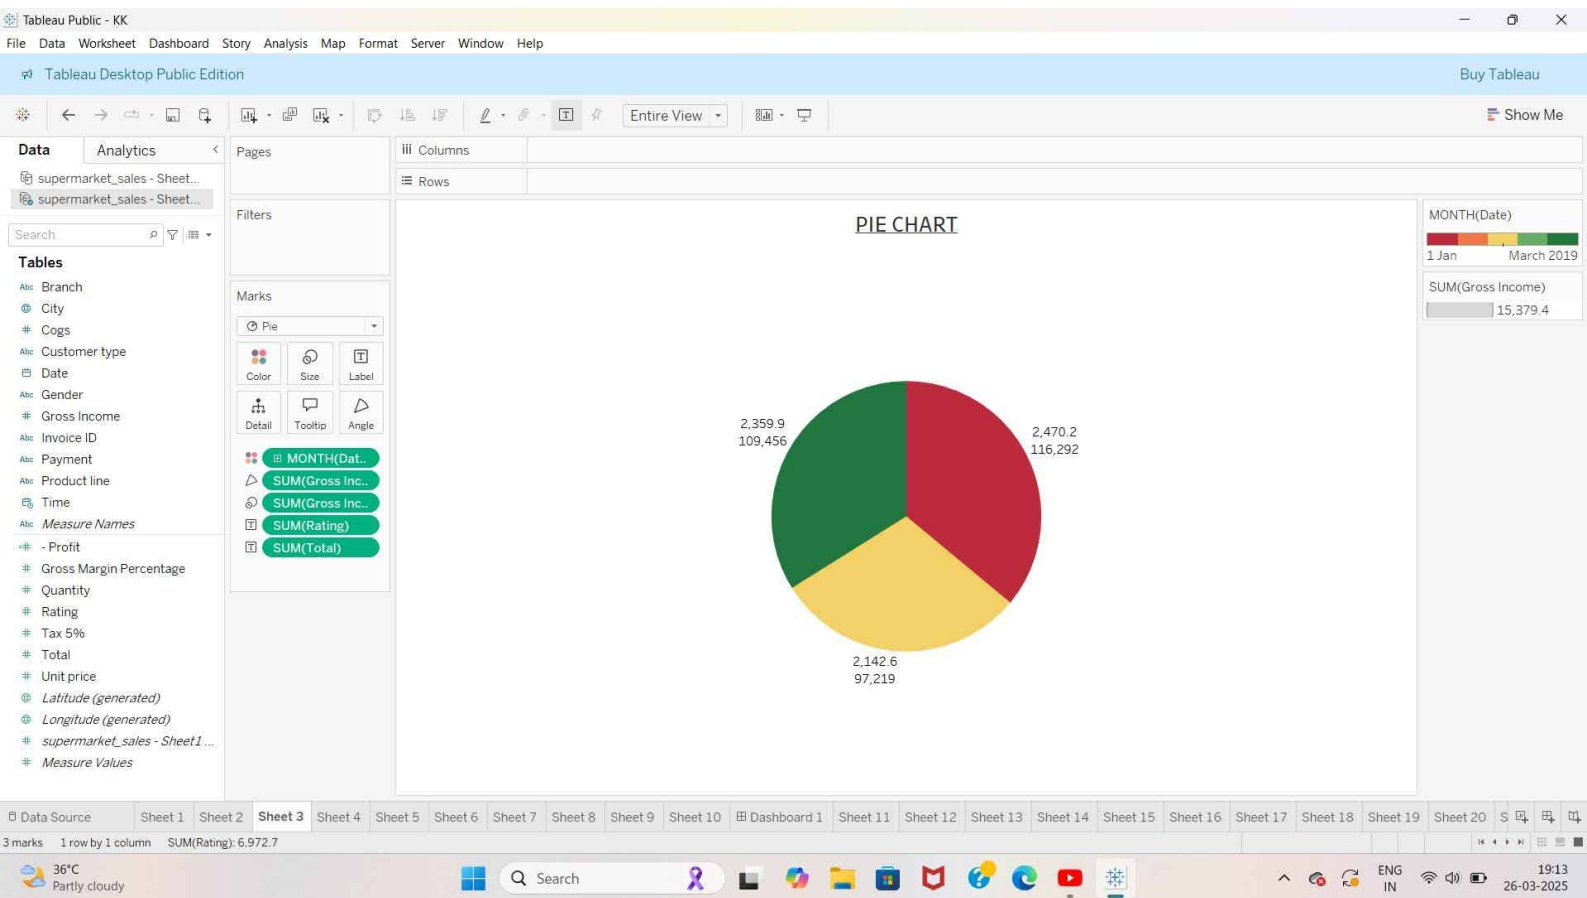 Tableau Public - KK
File Data Worksheet Dashboard Story Analysis Map Format Server Window Help
Tableau Desktop Public Edition
Buy Tableau
Entire View
Show Me
Data
Analytics
supermarket_sales - Sheet...
supermarket_sales - Sheet...
Search
Tables
Abc Branch
City
# Cogs
Abc Customer type
Date
Abc Gender
# Gross Income
Abc Invoice ID
Abc Payment
Abc Product line
Time
Abc Measure Names
=# - Profit
# Gross Margin Percentage
# Quantity
# Rating
# Tax 5%
# Total
# Unit price
Latitude (generated)
Longitude (generated)
# supermarket_sales - Sheet1 ...
# Measure Values
Pages
Filters
Marks
Pie
Color
Size
Label
Detail
Tooltip
Angle
MONTH(Dat..
SUM(Gross Inc..
SUM(Gross Inc..
SUM(Rating)
SUM(Total)
Columns
Rows
PIE CHART
2,359.9
109,456
2,470.2
116,292
2,142.6
97,219
MONTH(Date)
1 Jan
March 2019
SUM(Gross Income)
15,379.4
Data Source Sheet 1 Sheet 2 Sheet 3 Sheet 4 Sheet 5 Sheet 6 Sheet 7 Sheet 8 Sheet 9 Sheet 10 Dashboard 1 Sheet 11 Sheet 12 Sheet 13 Sheet 14 Sheet 15 Sheet 16 Sheet 17 Sheet 18 Sheet 19 Sheet 20 S
3 marks 1 row by 1 column SUM(Rating): 6,972.7
36°C
Partly cloudy
Search
ENG
IN
19:13
26-03-2025